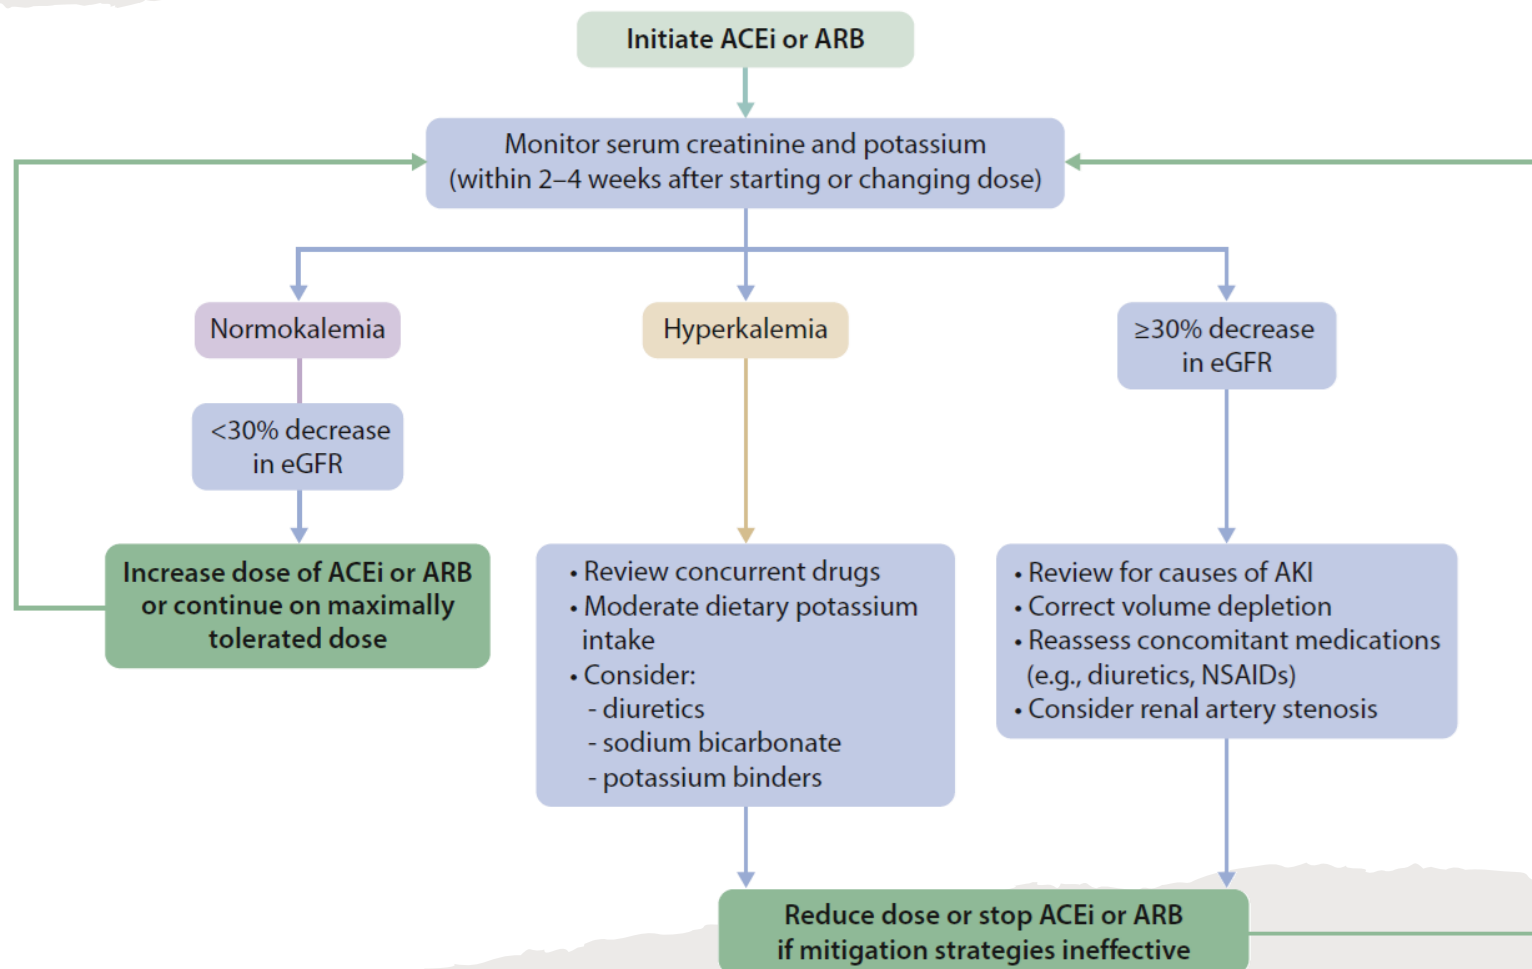 Initiate ACEi or ARB
Monitor serum creatinine and potassium
(within 2–4 weeks after starting or changing dose)
Normokalemia
<30% decrease
in eGFR
Increase dose of ACEi or ARB
or continue on maximally
tolerated dose
Hyperkalemia
• Review concurrent drugs
• Moderate dietary potassium
intake
• Consider:
- diuretics
- sodium bicarbonate
- potassium binders
≥30% decrease
in eGFR
• Review for causes of AKI
• Correct volume depletion
• Reassess concomitant medications
(e.g., diuretics, NSAIDs)
• Consider renal artery stenosis
Reduce dose or stop ACEi or ARB
if mitigation strategies ineffective